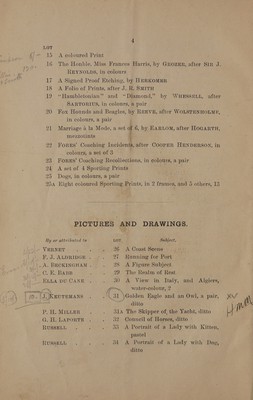 4
LOT
15 A coloured Print
16 The Honble. Miss Frances Harris, by GROZER, after SIR J.
REYNOLDS, in colours
17 A Signed Proof Etching, by HERKOMER
18 A Folio of Prints, after J. R. SMITH
19 "Hambletonian" and "Diamond," by WHESSELL, after
SARTORIUS, in colours, a pair
20 Fox Hounds and Beagles, by REEVE, after WOLSTENHOLME,
in colours, a pair
21 Marriage à la Mode, a set of 6, by EARLOM, after HOGARTH,
mezzotints
22 FORES' Coaching Incidents, after COOPER HENDERSON, in
colours, a set of 3
23 FORES' Coaching Recollections, in colours, a pair
24 A set of 4 Sporting Prints
25 Dogs, in colours, a pair
25A Eight coloured Sporting Prints, in 2 frames, and 5 others, 13
PICTURES AND DRAWINGS.
By or attributed to LOT Subject.
VERNET 26 A Coast Scene
F. J. ALDRIDGE 27 Running for Port
A. BUCKINGHAM 28 A Figure Subject
C. E. EARE 29 The Realm of Rest
ELLA DU CANE 30 A View in Italy, and Algiers,
water-colour, 2
KEUTEMANS 31 Golden Eagle and an Owl, a pair,
ditto
P. H. MILLER 31A The Skipper of the Yacht, ditto
G. H. LAPORTE 32 Council of Horses, ditto
RUSSELL 33 A Portrait of a Lady with Kitten,
pastel
RUSSELL 34 A Portrait of a Lady with Dog,
ditto